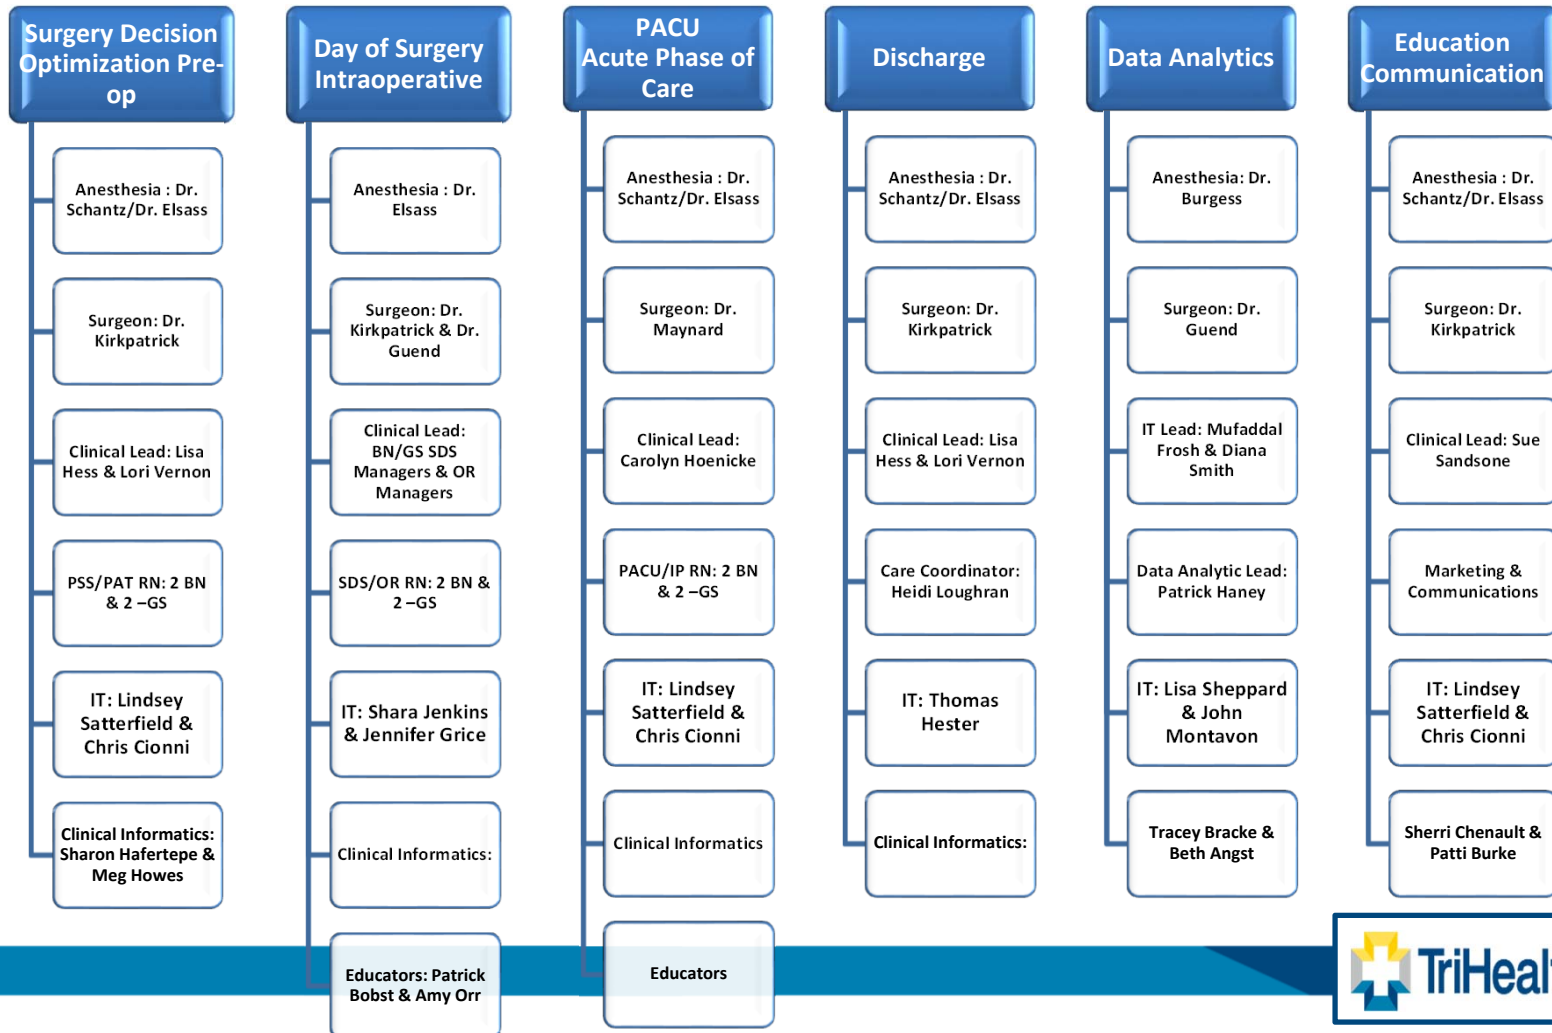 Surgery Decision
Optimization Pre-
op
Anesthesia : Dr.
Schantz/Dr. Elsass
Surgeon: Dr.
Kirkpatrick
Clinical Lead: Lisa
Hess & Lori Vernon
PSS/PAT RN: 2 BN
& 2 –GS
IT: Lindsey
Satterfield &
Chris Cionni
Clinical Informatics:
Sharon Hafertepe &
Meg Howes
Day of Surgery
Intraoperative
Anesthesia : Dr.
Elsass
Surgeon: Dr.
Kirkpatrick & Dr.
Guend
Clinical Lead:
BN/GS SDS
Managers & OR
Managers
SDS/OR RN: 2 BN &
2 –GS
IT: Shara Jenkins
& Jennifer Grice
Clinical Informatics:
Educators: Patrick
Bobst & Amy Orr
PACU
Acute Phase of
Care
Anesthesia : Dr.
Schantz/Dr. Elsass
Surgeon: Dr.
Maynard
Clinical Lead:
Carolyn Hoenicke
PACU/IP RN: 2 BN
& 2 –GS
IT: Lindsey
Satterfield &
Chris Cionni
Clinical Informatics
Educators
Discharge
Anesthesia : Dr.
Schantz/Dr. Elsass
Surgeon: Dr.
Kirkpatrick
Clinical Lead: Lisa
Hess & Lori Vernon
Care Coordinator:
Heidi Loughran
IT: Thomas
Hester
Clinical Informatics:
Data Analytics
Anesthesia: Dr.
Burgess
Surgeon: Dr.
Guend
IT Lead: Mufaddal
Frosh & Diana
Smith
Data Analytic Lead:
Patrick Haney
IT: Lisa Sheppard
& John
Montavon
Tracey Bracke &
Beth Angst
Education
Communication
Anesthesia : Dr.
Schantz/Dr. Elsass
Surgeon: Dr.
Kirkpatrick
Clinical Lead: Sue
Sandsone
Marketing &
Communications
IT: Lindsey
Satterfield &
Chris Cionni
Sherri Chenault &
Patti Burke
TriHealt